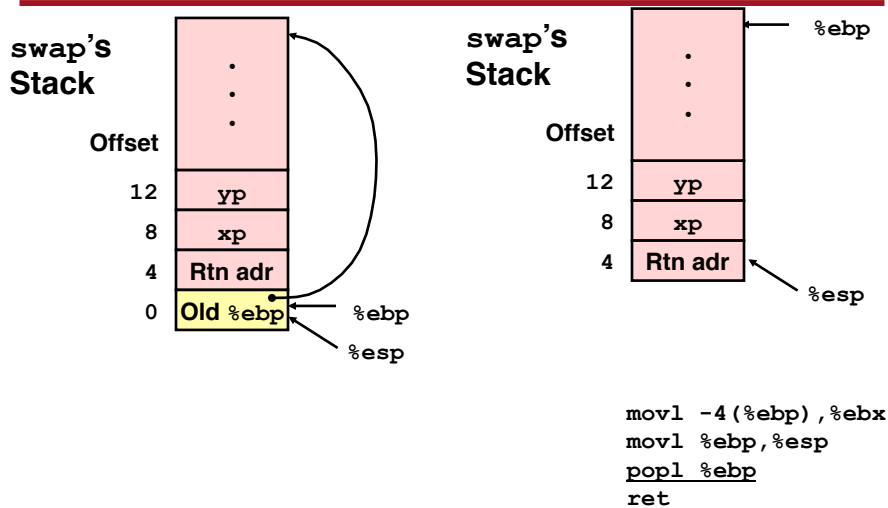 swap's
Stack
.
.
.
Offset
12 yp
8 xp
4 Rtn adr
0 Old %ebp
%ebp
%esp
swap's
Stack
%ebp
.
.
.
Offset
12 yp
8 xp
4 Rtn adr
%esp
movl -4(%ebp),%ebx
movl %ebp,%esp
popl %ebp
ret